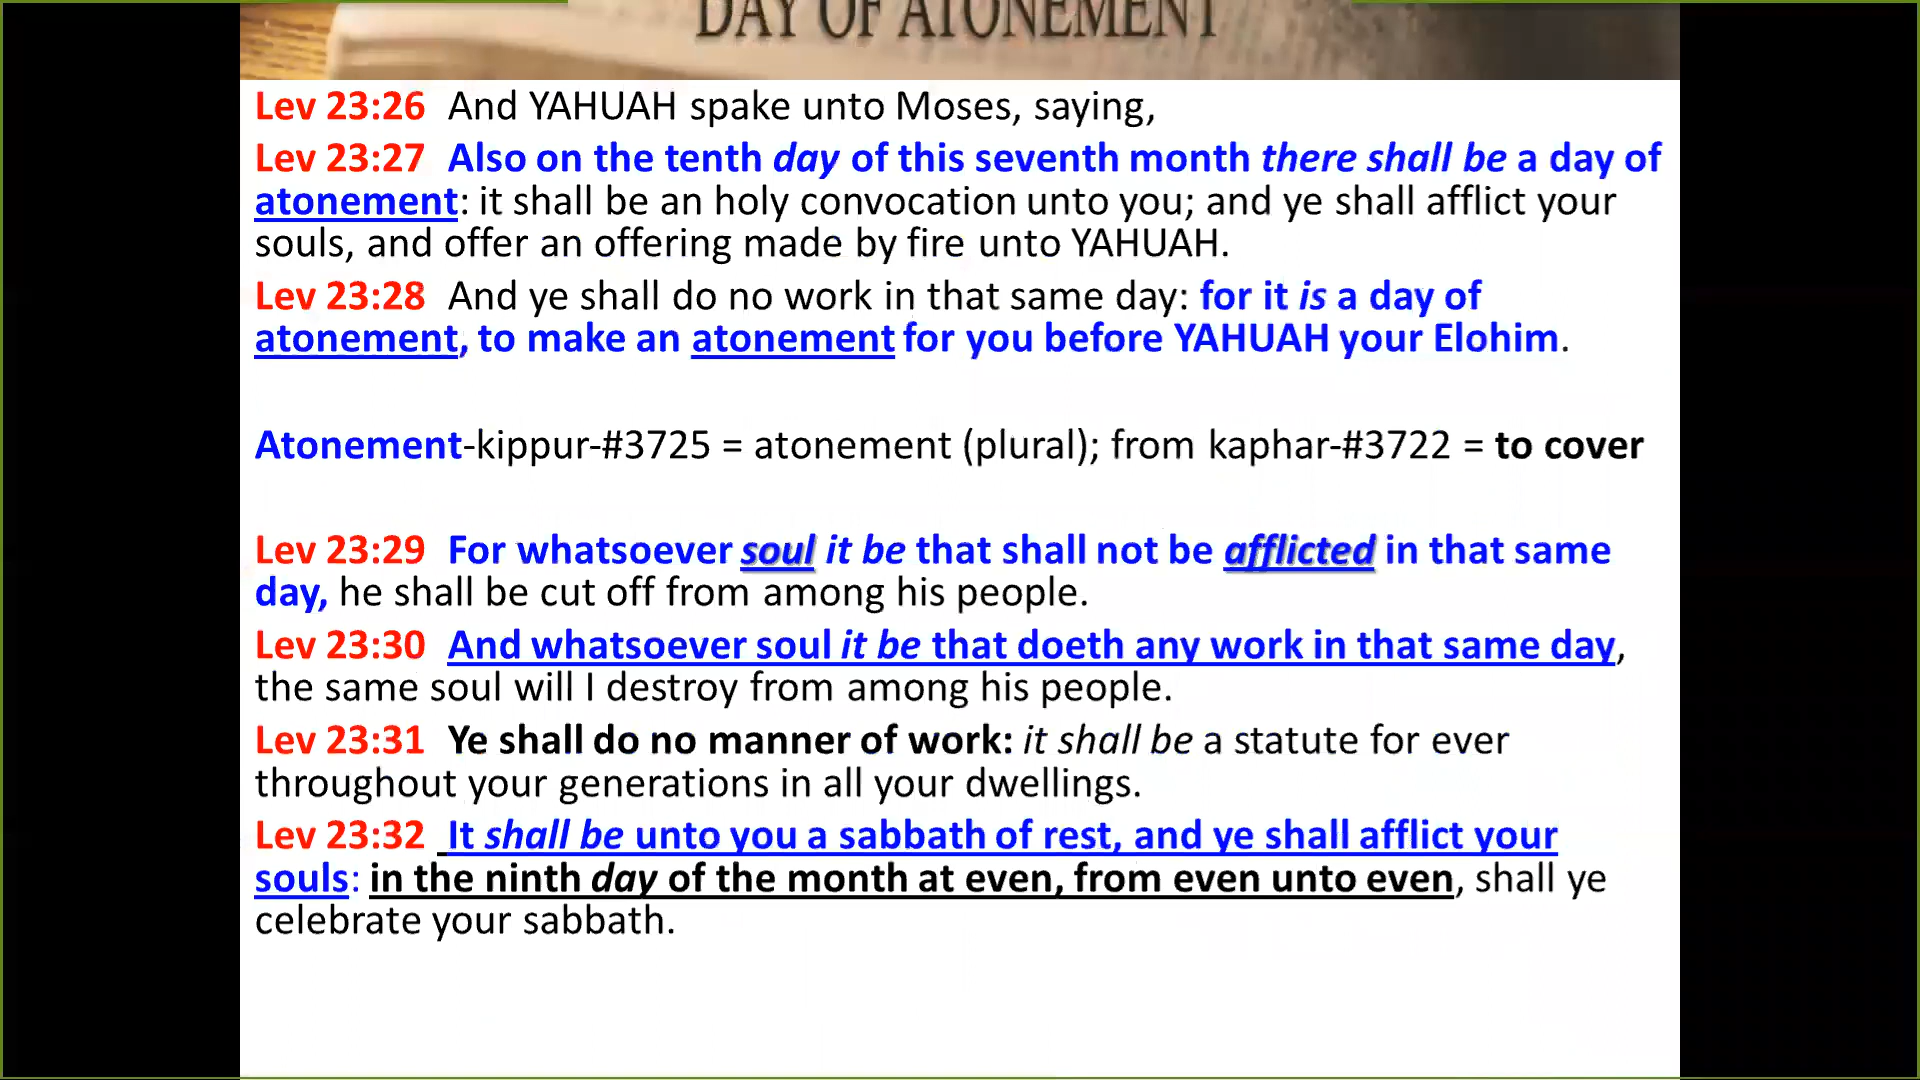 DAY OF ATONEMENT
Lev 23:26 And YAHUAH spake unto Moses, saying,
Lev 23:27 Also on the tenth day of this seventh month there shall be a day of
atonement: it shall be an holy convocation unto you; and ye shall afflict your
souls, and offer an offering made by fire unto YAHUAH.
Lev 23:28 And ye shall do no work in that same day: for it is a day of
atonement, to make an atonement for you before YAHUAH your Elohim.
Atonement-kippur-#3725 = atonement (plural); from kaphar-#3722 = to cover
Lev 23:29 For whatsoever soul it be that shall not be afflicted in that same
day, he shall be cut off from among his people.
Lev 23:30 And whatsoever soul it be that doeth any work in that same day,
the same soul will I destroy from among his people.
Lev 23:31 Ye shall do no manner of work: it shall be a statute for ever
throughout your generations in all your dwellings.
Lev 23:32 It shall be unto you a sabbath of rest, and ye shall afflict your
souls: in the ninth day of the month at even, from even unto even, shall ye
celebrate your sabbath.